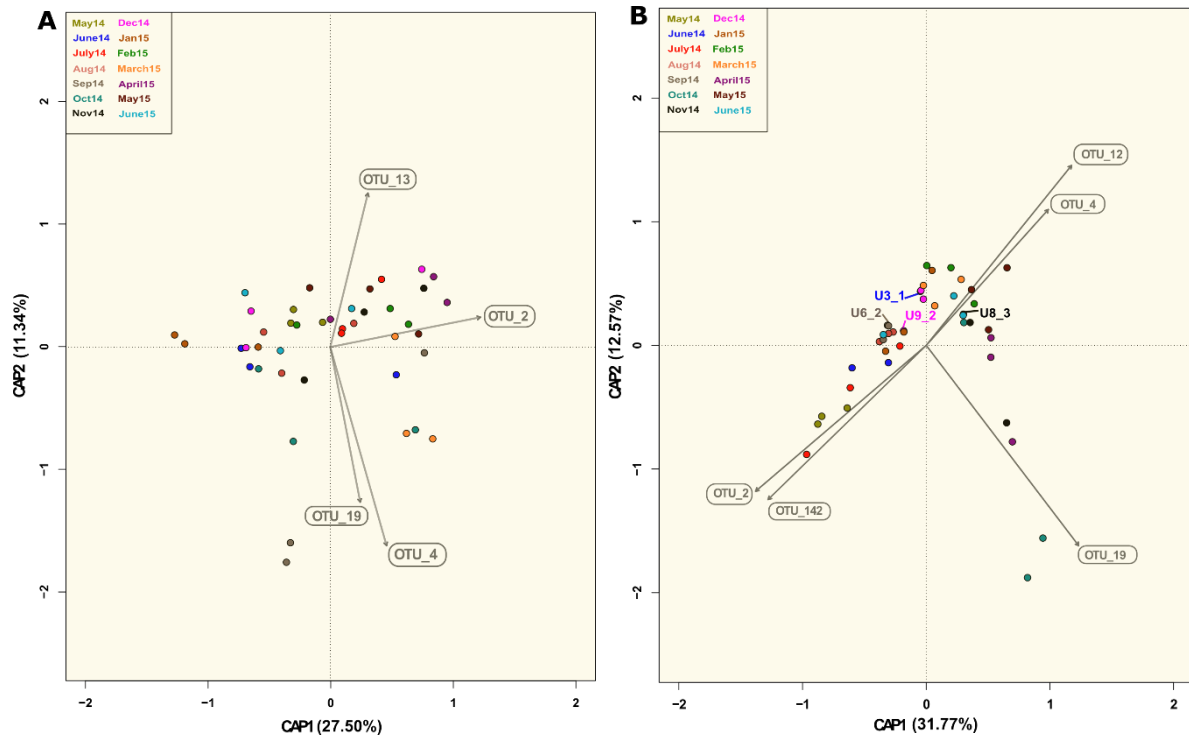 A
May14 Dec14
June14 Jan15
July14 Feb15
Aug14 March15
Sep14 April15
Oct14 May15
Nov14 June15
2
1
0
-1
-2
CAP2 (11.34%)
OTU_13
OTU_2
OTU_19
OTU_4
-2 -1 0 1 2
CAP1 (27.50%)
B
May14 Dec14
June14 Jan15
July14 Feb15
Aug14 March15
Sep14 April15
Oct14 May15
Nov14 June15
2
1
0
-1
-2
CAP2 (12.57%)
OTU_12
OTU_4
U3_1
U6_2 U9_2 U8_3
OTU_2
OTU_142
OTU_19
-2 -1 0 1 2
CAP1 (31.77%)